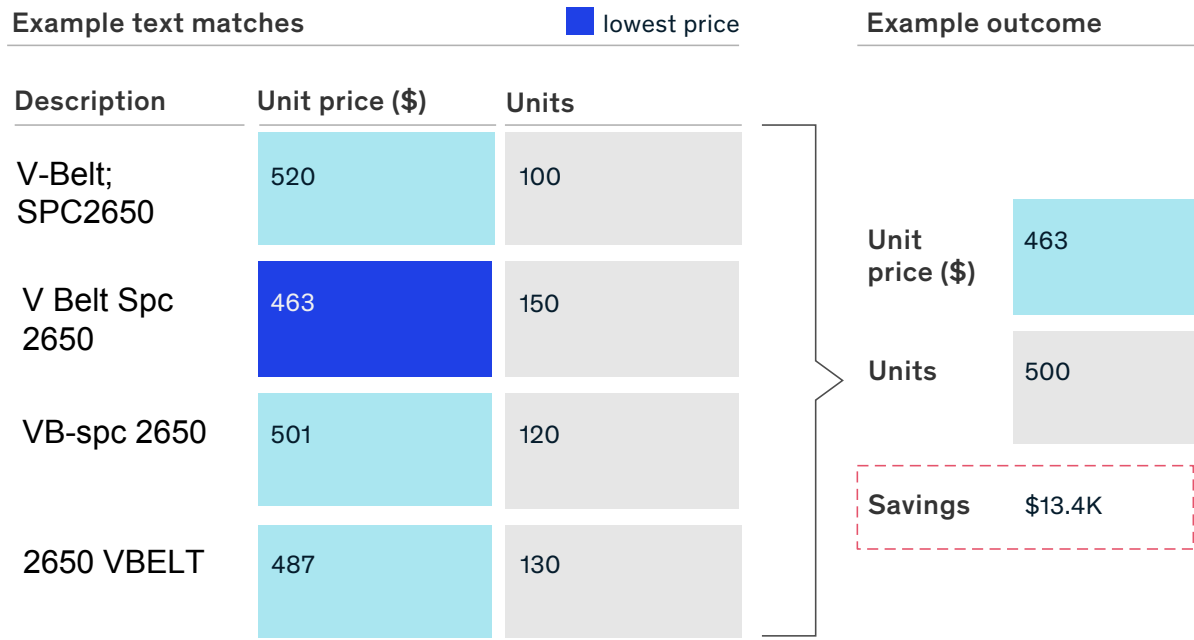 Example text matches
lowest price
Example outcome
Description
Unit price ($)
Units
V-Belt;
SPC2650
520
100
V Belt Spc
2650
463
150
VB-spc 2650
501
120
2650 VBELT
487
130
Unit
price ($)
463
Units
500
Savings
$13.4K